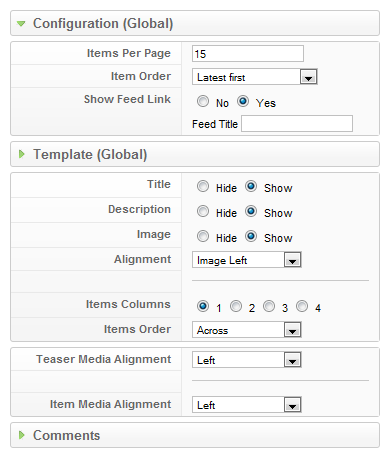 Configuration (Global)
Items Per Page 15
Item Order Latest first
Show Feed Link No Yes
Feed Title
Template (Global)
Title Hide Show
Description Hide Show
Image Hide Show
Alignment Image Left
Items Columns 1 2 3 4
Items Order Across
Teaser Media Alignment Left
Item Media Alignment Left
Comments